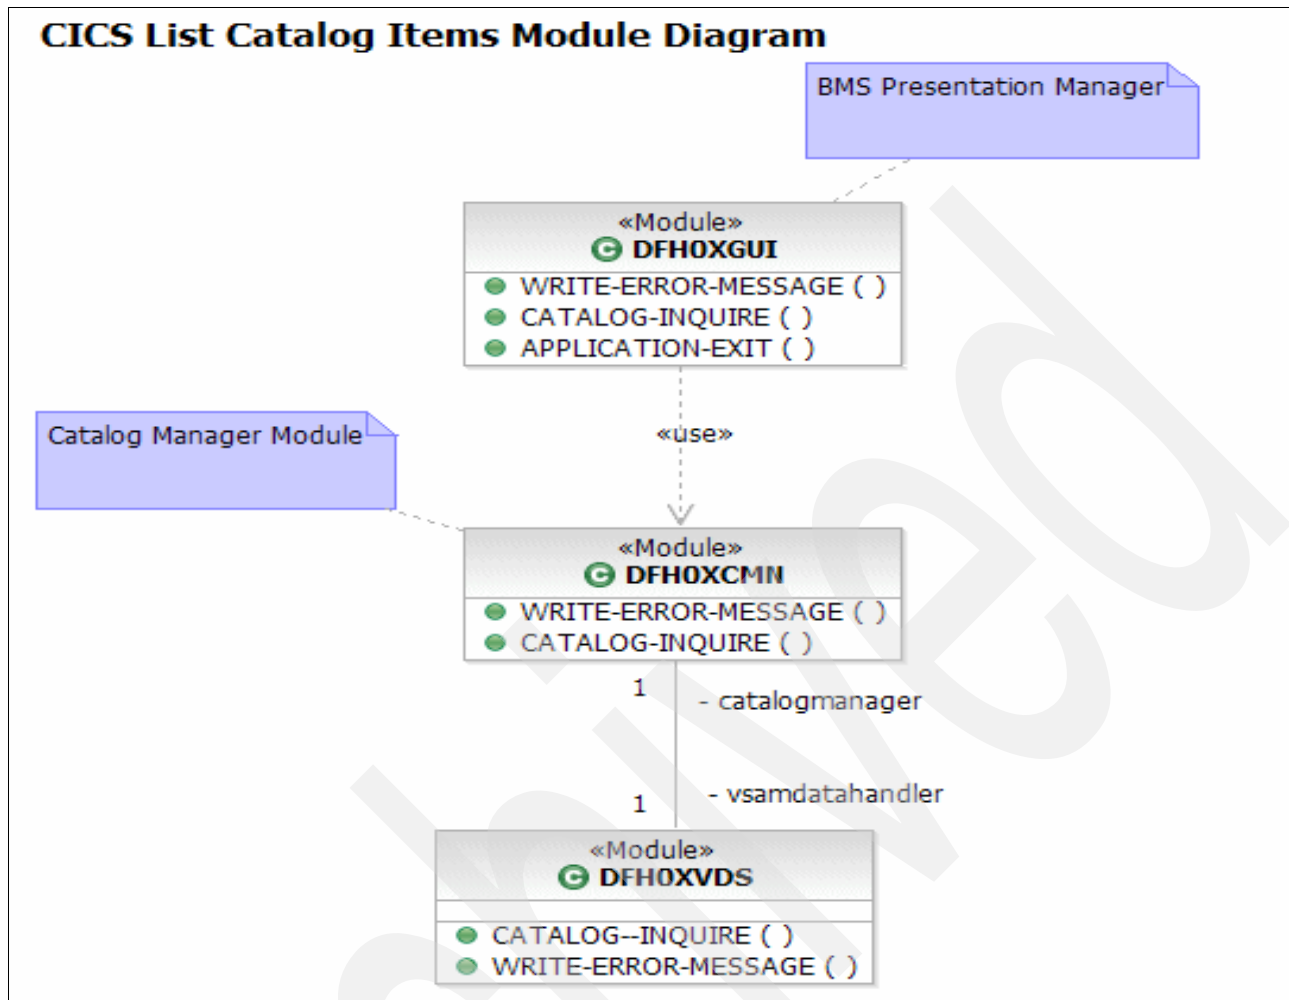 CICS List Catalog Items Module Diagram
BMS Presentation Manager
«Module»
C DFH0XGUI
WRITE-ERROR-MESSAGE ( )
CATALOG-INQUIRE ( )
APPLICATION-EXIT ( )
Catalog Manager Module
«use»
«Module»
C DFH0XCMN
WRITE-ERROR-MESSAGE ( )
CATALOG-INQUIRE ( )
1
- catalogmanager
- vsamdatahandler
1
«Module»
C DFH0XVDS
CATALOG--INQUIRE ( )
WRITE-ERROR-MESSAGE ( )